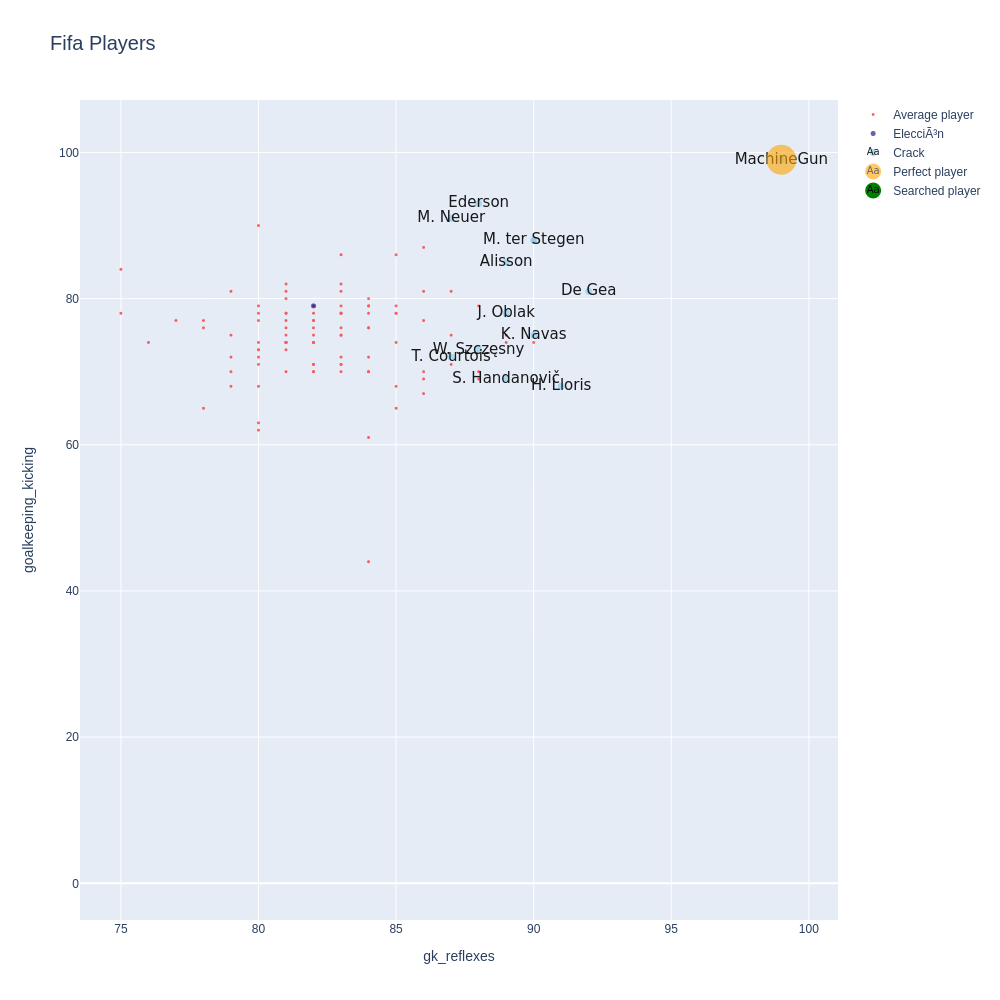 Fifa Players
Average player
ElecciÃ³n
Aa Crack
Aa Perfect player
Aa Searched player
MachineGun
Ederson
M. Neuer
M. ter Stegen
Alisson
De Gea
J. Oblak
K. Navas
W. Szczęsny
T. Courtois
S. Handanovič
H. Lloris
100
80
60
40
20
0
goalkeeping_kicking
75 80 85 90 95 100
gk_reflexes